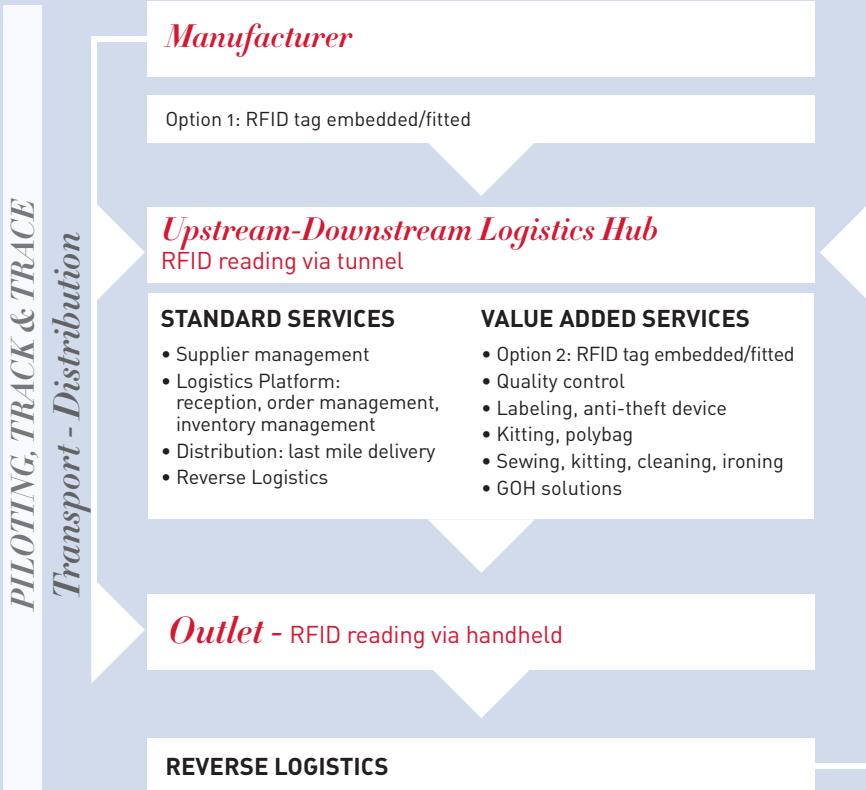 PILOTING, TRACK & TRACE
Transport - Distribution
Manufacturer
Option 1: RFID tag embedded/fitted
Upstream-Downstream Logistics Hub
RFID reading via tunnel
STANDARD SERVICES
• Supplier management
• Logistics Platform:
reception, order management,
inventory management
• Distribution: last mile delivery
• Reverse Logistics
VALUE ADDED SERVICES
• Option 2: RFID tag embedded/fitted
• Quality control
• Labeling, anti-theft device
• Kitting, polybag
• Sewing, kitting, cleaning, ironing
• GOH solutions
Outlet - RFID reading via handheld
REVERSE LOGISTICS